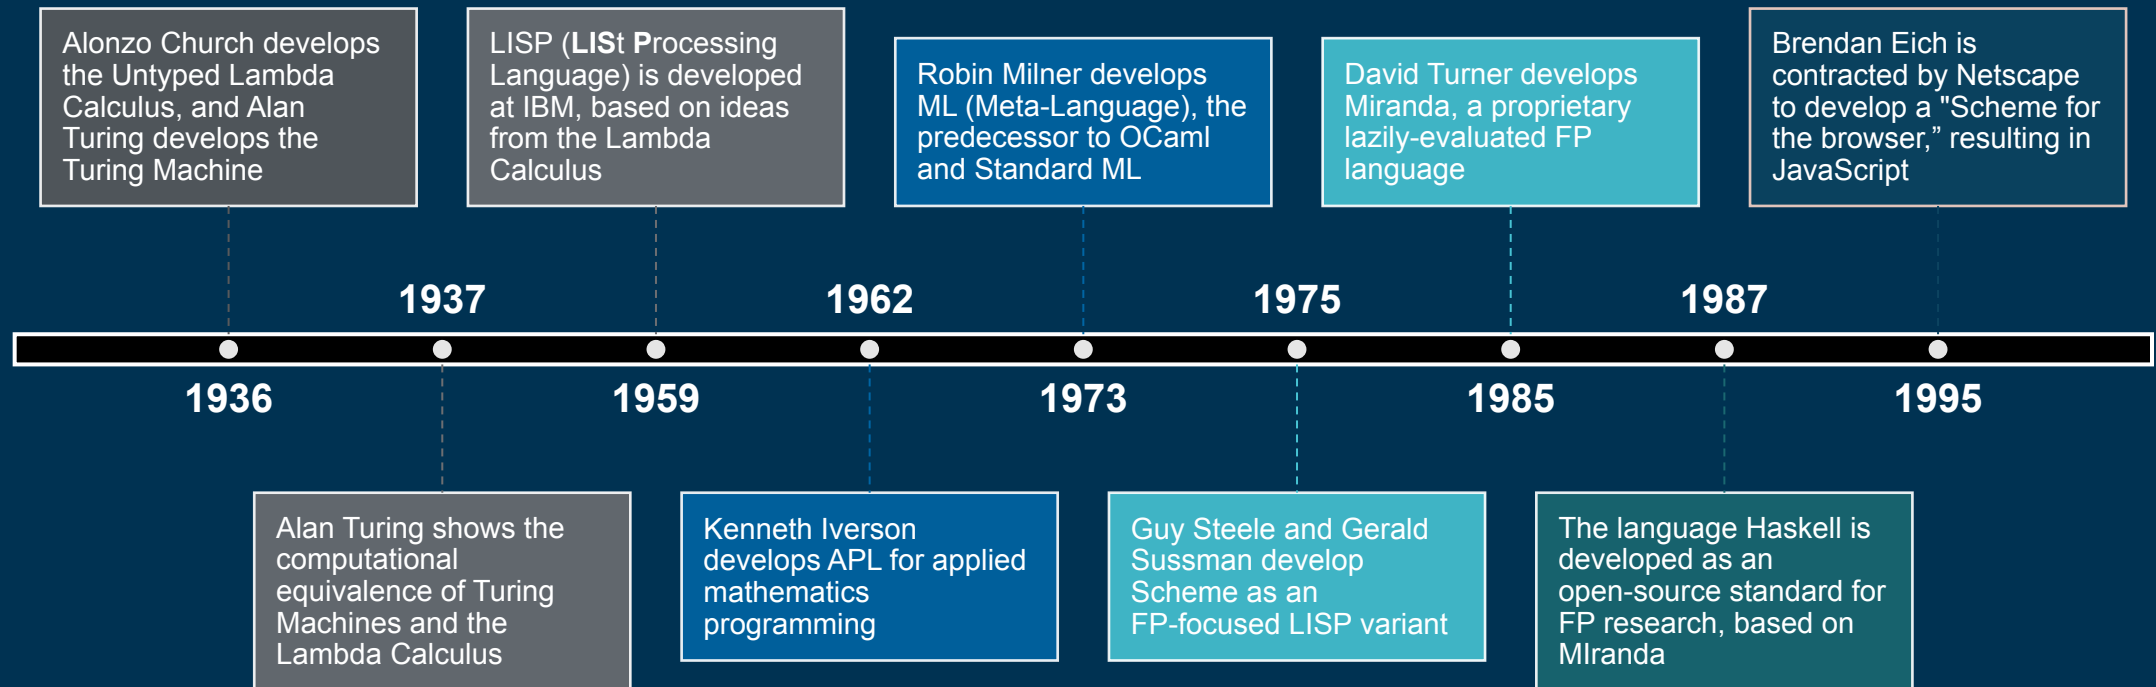 Alonzo Church develops
the Untyped Lambda
Calculus, and Alan
Turing develops the
Turing Machine
LISP (LISt Processing
Language) is developed
at IBM, based on ideas
from the Lambda
Calculus
Robin Milner develops
ML (Meta-Language), the
predecessor to OCaml
and Standard ML
David Turner develops
Miranda, a proprietary
lazily-evaluated FP
language
Brendan Eich is
contracted by Netscape
to develop a "Scheme for
the browser,” resulting in
JavaScript
1937
1962
1975
1987
1936
1959
1973
1985
1995
Alan Turing shows the
computational
equivalence of Turing
Machines and the
Lambda Calculus
Kenneth Iverson
develops APL for applied
mathematics
programming
Guy Steele and Gerald
Sussman develop
Scheme as an
FP-focused LISP variant
The language Haskell is
developed as an
open-source standard for
FP research, based on
MIranda